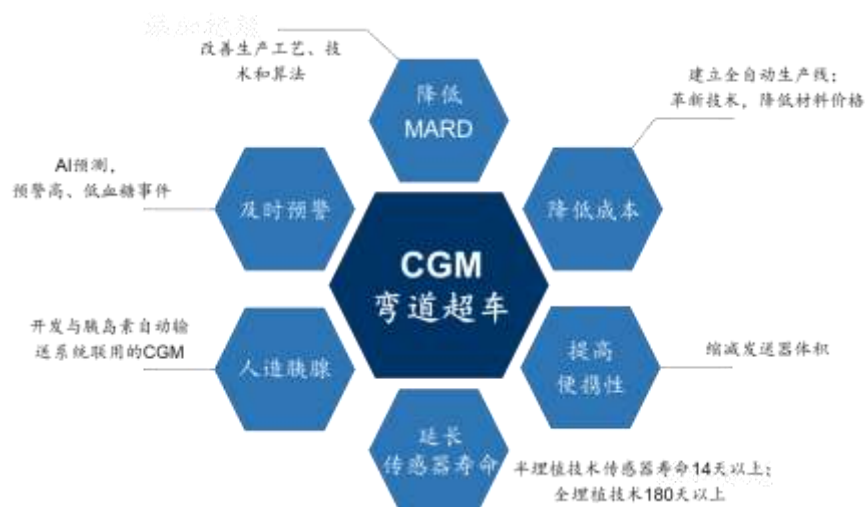 改善生产工艺、技
术和算法
降低
MARD
建立全自动生产线;
革新技术，降低材料价格
AI预测，
预警高、低血糖事件
及时预警
降低成本
CGM
弯道超车
开发与胰岛素自动输
送系统联用的CGM
人造胰腺
提高
便携性
缩减发送器体积
延长
传感器寿命
半埋植技术传感器寿命14天以上;
全埋植技术180天以上